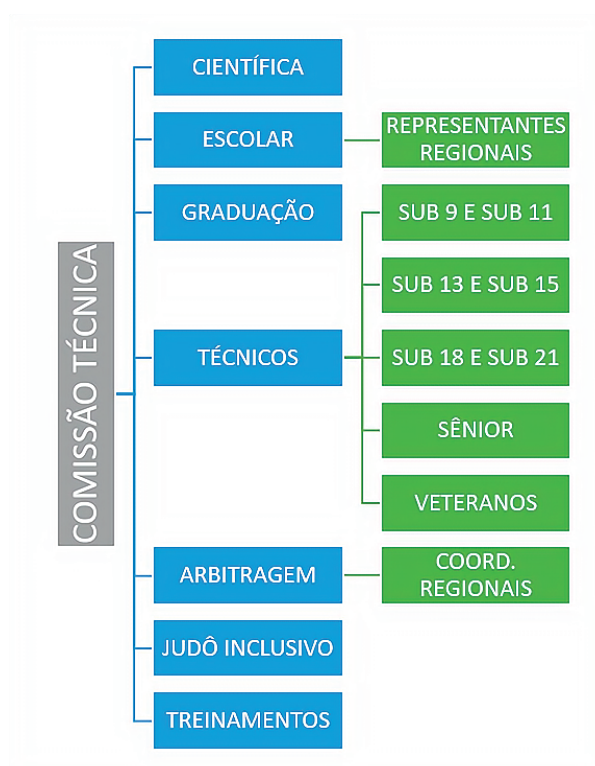 COMISSÃO TÉCNICA
CIENTÍFICA
ESCOLAR
REPRESENTANTES
REGIONAIS
GRADUAÇÃO
TÉCNICOS
SUB 9 E SUB 11
SUB 13 E SUB 15
SUB 18 E SUB 21
SÊNIOR
VETERANOS
ARBITRAGEM
COORD.
REGIONAIS
JUDÔ INCLUSIVO
TREINAMENTOS